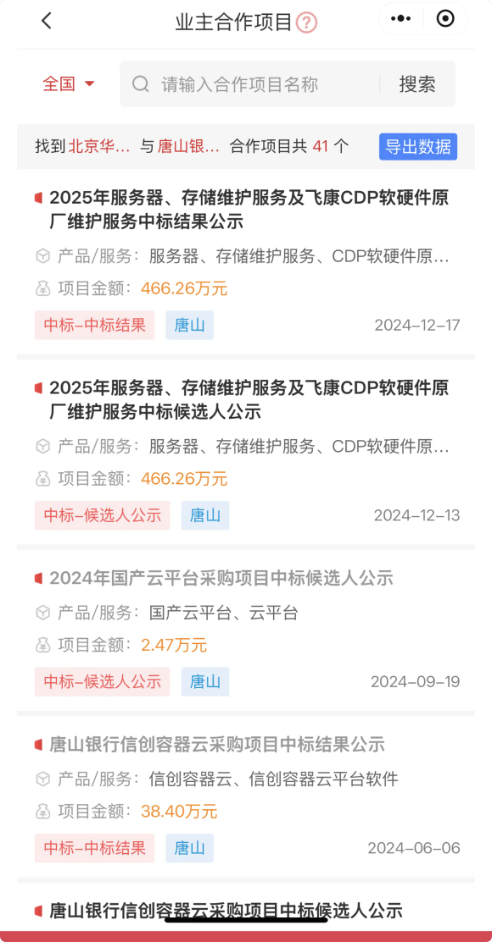 业主合作项目?
全国
请输入合作项目名称
搜索
找到北京华... 与唐山银... 合作项目共 41 个
导出数据
2025年服务器、存储维护服务及飞康CDP软硬件原
厂维护服务中标结果公示
产品/服务：服务器、存储维护服务、CDP软硬件原...
项目金额：466.26万元
中标-中标结果 唐山 2024-12-17
2025年服务器、存储维护服务及飞康CDP软硬件原
厂维护服务中标候选人公示
产品/服务：服务器、存储维护服务、CDP软硬件原...
项目金额：466.26万元
中标-候选人公示 唐山 2024-12-13
2024年国产云平台采购项目中标候选人公示
产品/服务：国产云平台、云平台
项目金额：2.47万元
中标-候选人公示 唐山 2024-09-19
唐山银行信创容器云采购项目中标结果公示
产品/服务：信创容器云、信创容器云平台软件
项目金额：38.40万元
中标-中标结果 唐山 2024-06-06
唐山银行信创容器云采购项目中标候选人公示